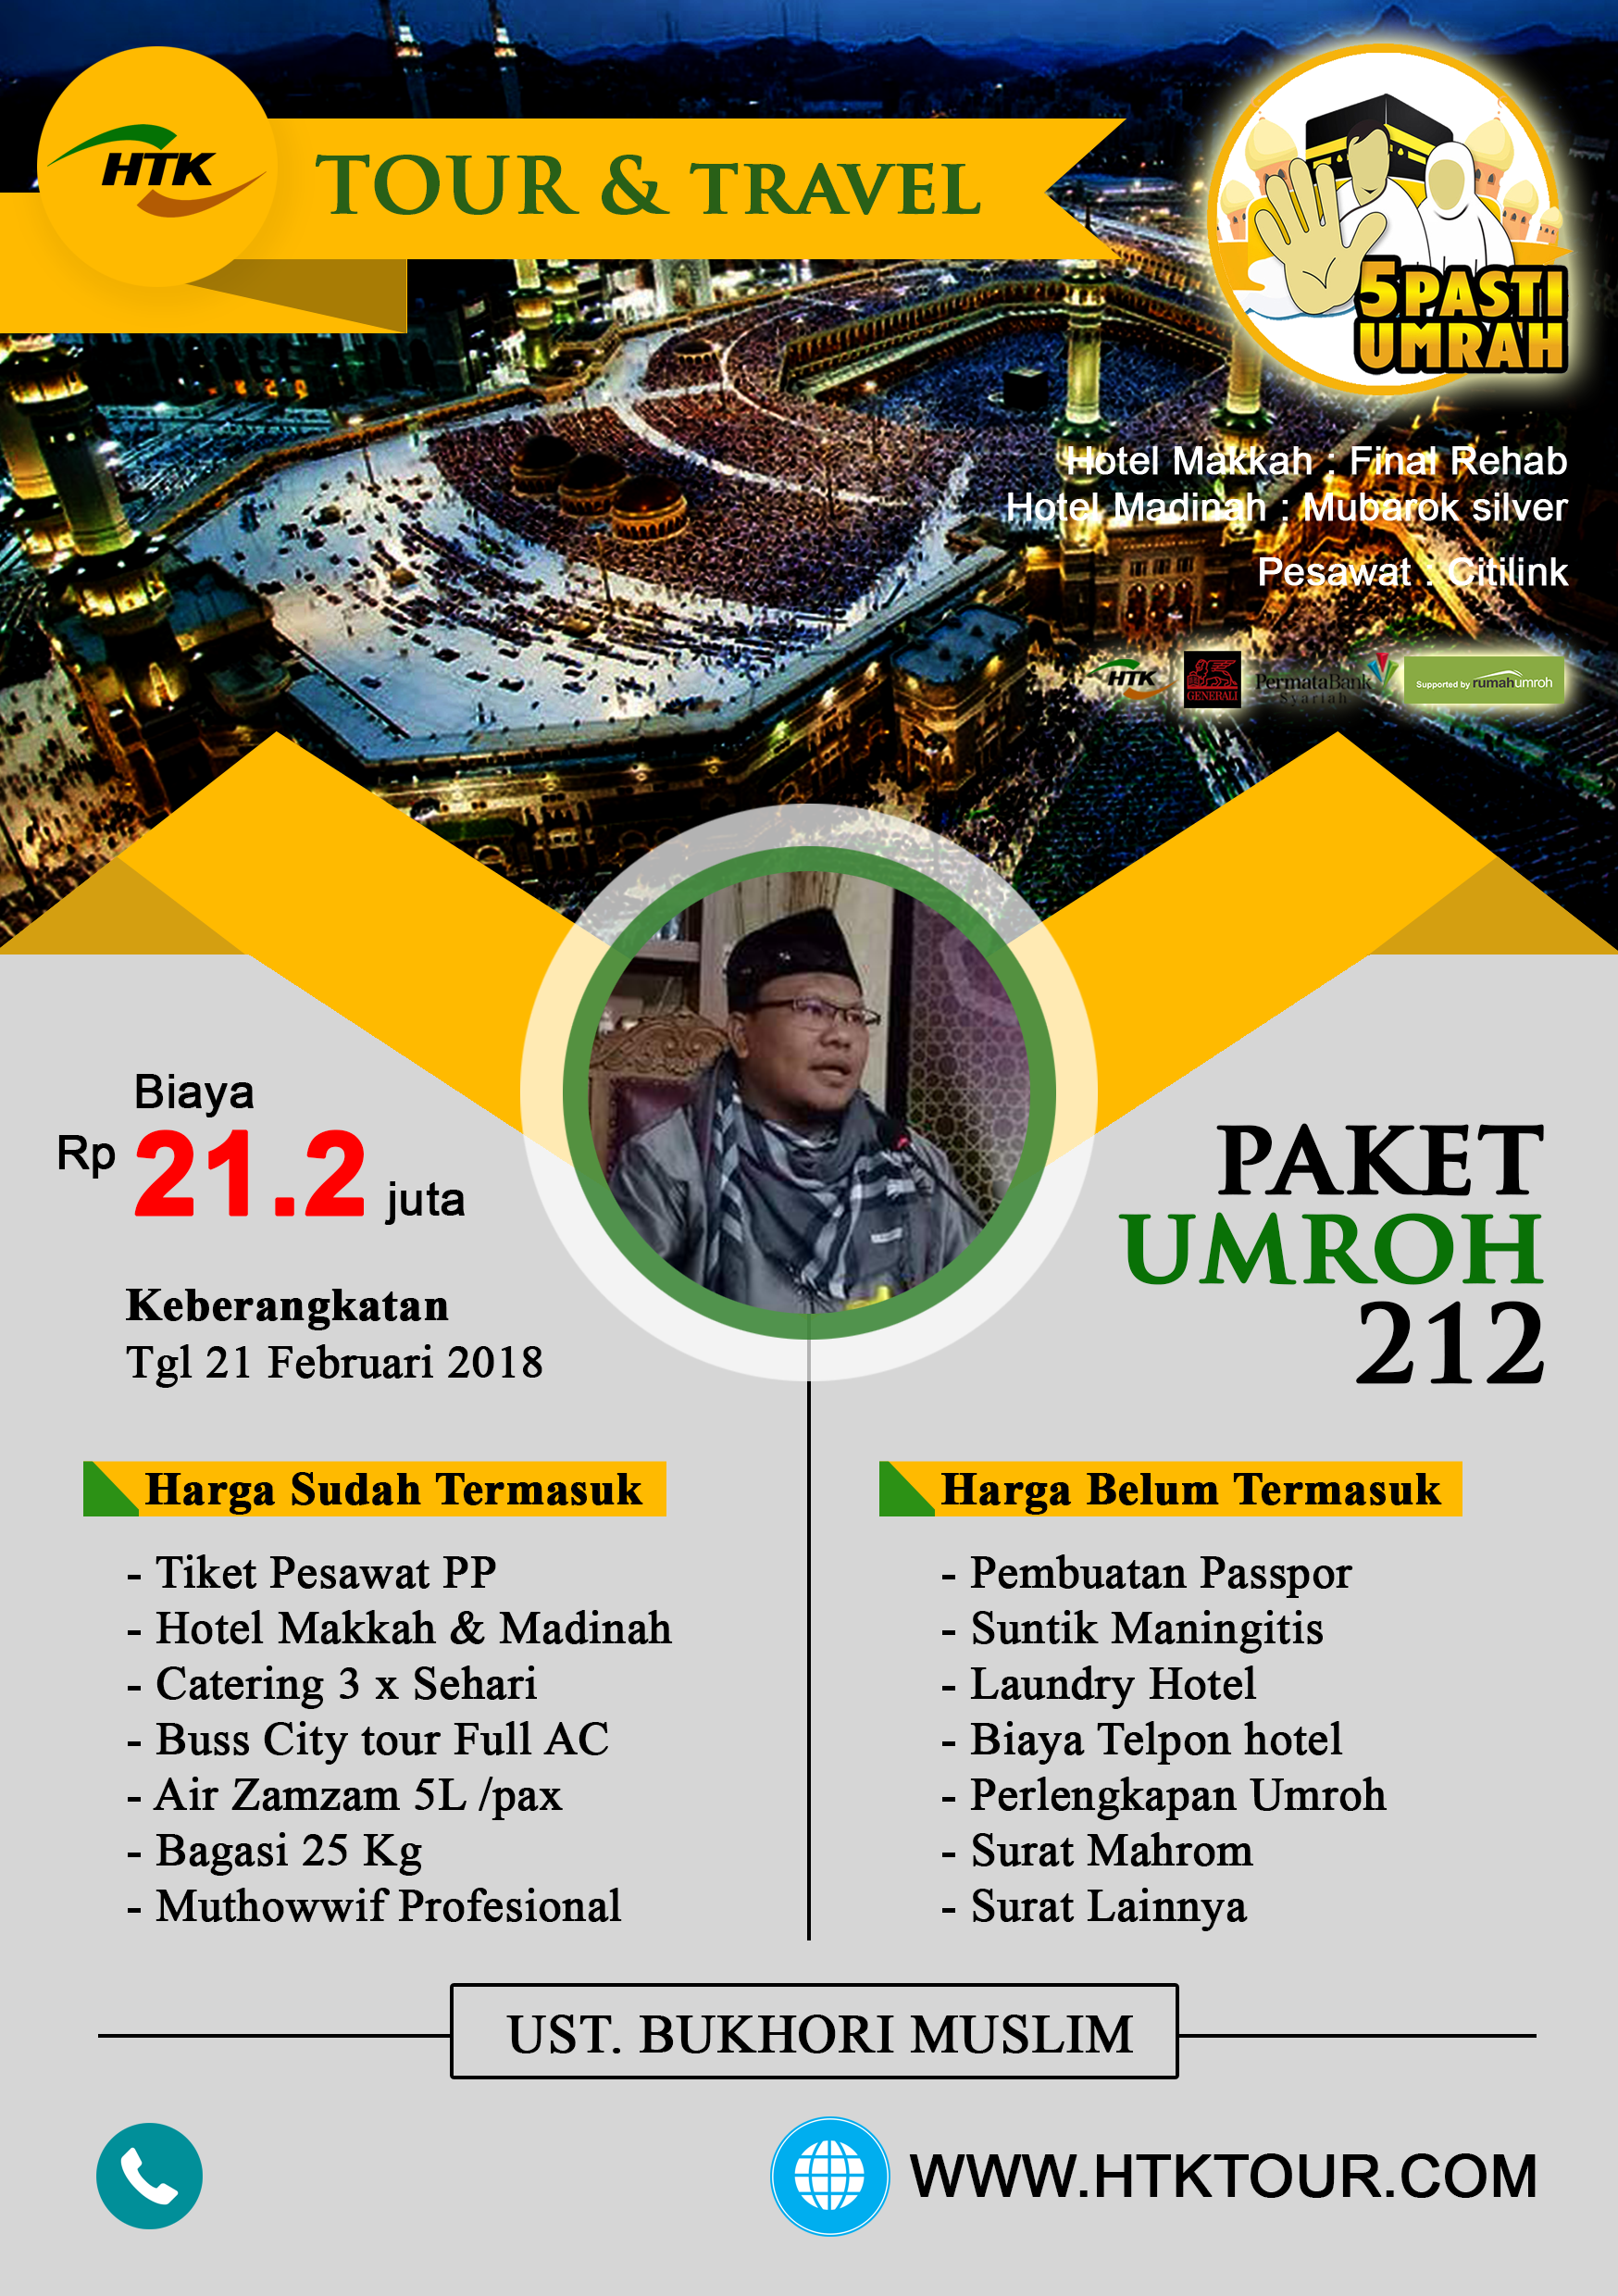 HTK
TOUR & TRAVEL
5 PASTI
UMRAH
Hotel Makkah : Final Rehab
Hotel Madinah : Mubarok silver
Pesawat : Citilink
HTK
GENERALI
PermataBank
Syariah
Supported by rumahumroh
Biaya
Rp 21.2 juta
Keberangkatan
Tgl 21 Februari 2018
PAKET
UMROH
212
Harga Sudah Termasuk
- Tiket Pesawat PP
- Hotel Makkah & Madinah
- Catering 3 x Sehari
- Buss City tour Full AC
- Air Zamzam 5L /pax
- Bagasi 25 Kg
- Muthowwif Profesional
Harga Belum Termasuk
- Pembuatan Passpor
- Suntik Maningitis
- Laundry Hotel
- Biaya Telpon hotel
- Perlengkapan Umroh
- Surat Mahrom
- Surat Lainnya
UST. BUKHORI MUSLIM
WWW.HTKTOUR.COM